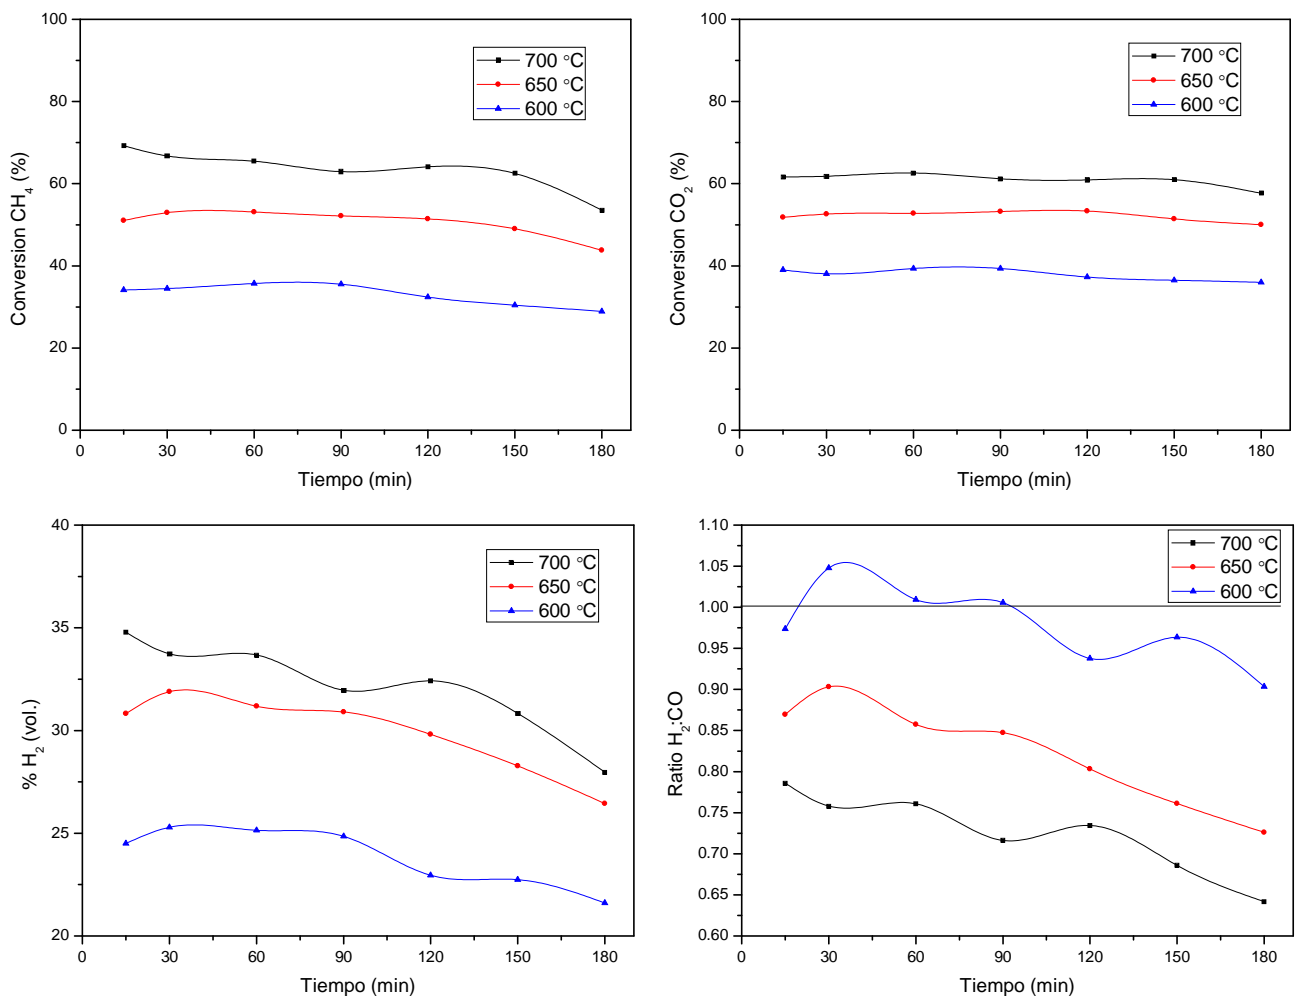 100
80
60
40
20
0
0 30 60 90 120 150 180
Conversion CH4 (%)
Tiempo (min)
700 °C
650 °C
600 °C
100
80
60
40
20
0
0 30 60 90 120 150 180
Conversion CO2 (%)
Tiempo (min)
700 °C
650 °C
600 °C
40
35
30
25
20
0 30 60 90 120 150 180
% H2 (vol.)
Tiempo (min)
700 °C
650 °C
600 °C
1.10
1.05
1.00
0.95
0.90
0.85
0.80
0.75
0.70
0.65
0.60
0 30 60 90 120 150 180
Ratio H2:CO
Tiempo (min)
700 °C
650 °C
600 °C